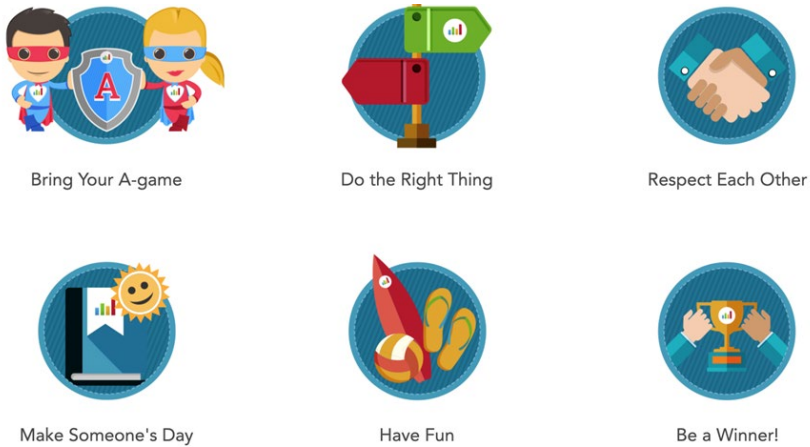 A
Bring Your A-game
Do the Right Thing
Respect Each Other
Make Someone's Day
Have Fun
Be a Winner!